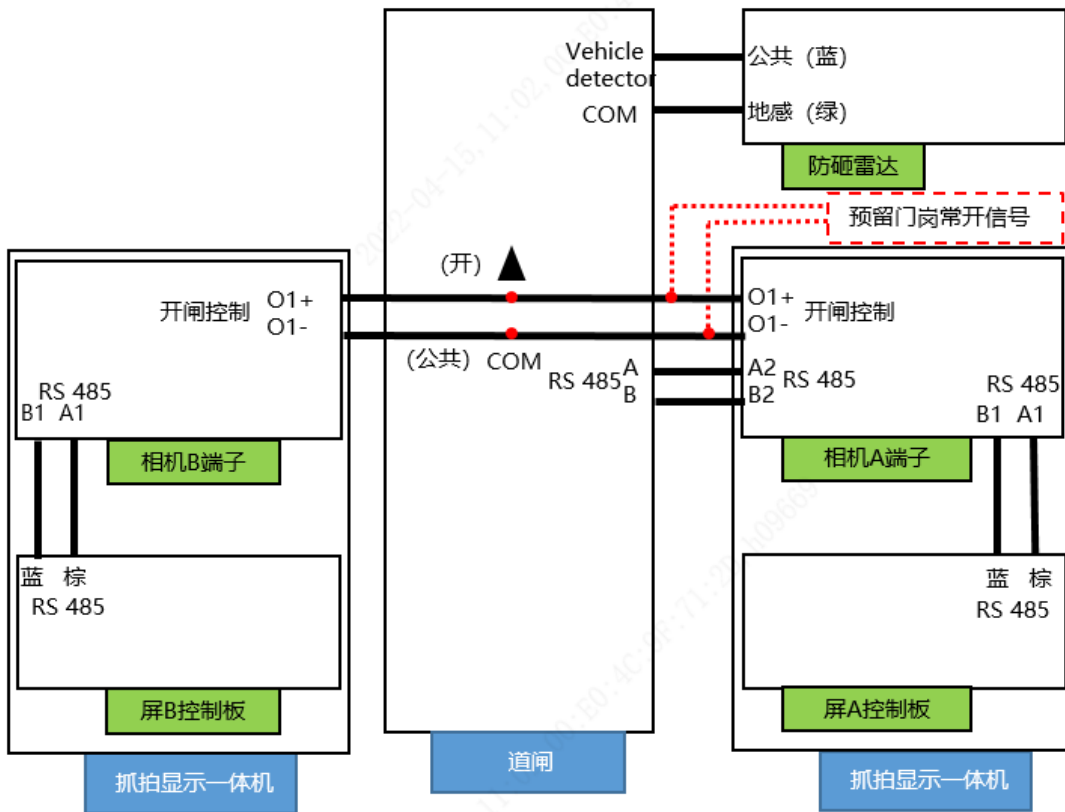 Vehicle
detector
COM
公共（蓝）
地感（绿）
防砸雷达
预留门岗常开信号
(开)
开闸控制
O1+
O1-
(公共)
COM
O1+
O1-
开闸控制
RS 485
A
B
A2
B2
RS 485
RS 485
B1
A1
RS 485
B1
A1
相机B端子
相机A端子
蓝
棕
RS 485
蓝
棕
RS 485
屏B控制板
屏A控制板
抓拍显示一体机
道闸
抓拍显示一体机